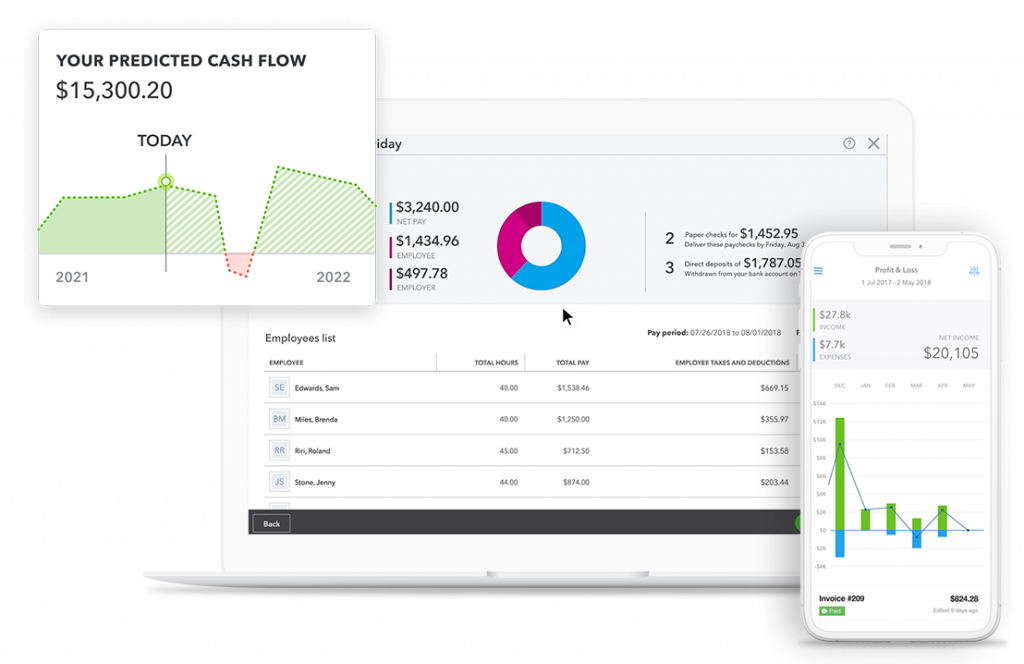 YOUR PREDICTED CASH FLOW
$15,300.20
TODAY
2021 2022
iday
$3,240.00
NET PAY
$1,434.96
EMPLOYEE
$497.78
EMPLOYER
2 Paper checks for $1,452.95
Deliver these paychecks by Friday, Aug 3
3 Direct deposits of $1,787.05
Withdrawn from your bank account on
Employees list
Pay period: 07/26/2018 to 08/01/2018
EMPLOYEE TOTAL HOURS TOTAL PAY EMPLOYEE TAXES AND DEDUCTIONS
SE Edwards, Sam 40.00 $1,538.46 $669.15
BM Miles, Brenda 40.00 $1,250.00 $355.97
RR Riri, Roland 45.00 $712.50 $153.58
JS Stone, Jenny 44.00 $874.00 $203.44
Back
Profit & Loss
1 Jul 2017 - 2 May 2018
$27.8k
INCOME
$7.7k
EXPENSES
NET INCOME
$20,105
DEC JAN FEB MAR APR MAY
$14K
$12K
$10K
$8K
$6K
$4K
$2K
$0
-$2K
-$4K
Invoice #209 $824.28
Paid Edited 9 days ago